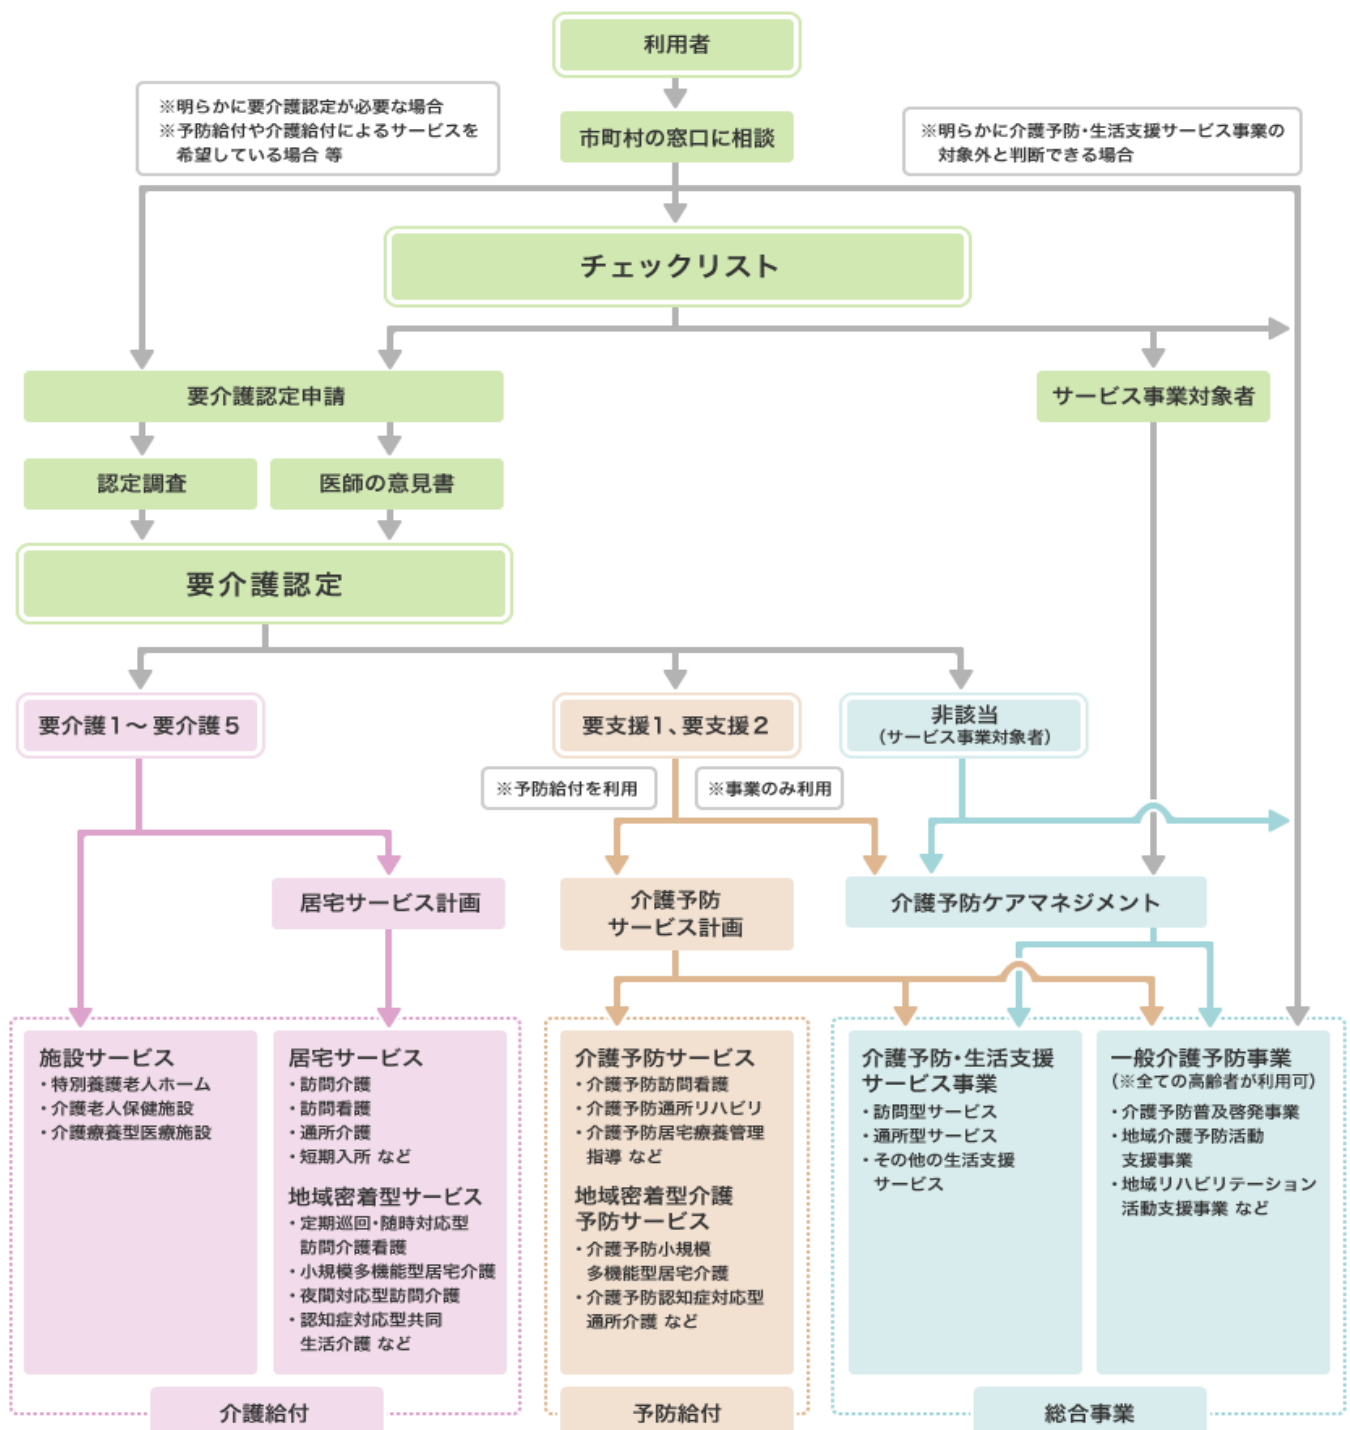 利用者
※明らかに要介護認定が必要な場合
※予防給付や介護給付によるサービスを
希望している場合 等
市町村の窓口に相談
※明らかに介護予防・生活支援サービス事業の
対象外と判断できる場合
チェックリスト
要介護認定申請
サービス事業対象者
認定調査
医師の意見書
要介護認定
要介護1〜要介護5
要支援1、要支援2
非該当
(サービス事業対象者)
※予防給付を利用
※事業のみ利用
居宅サービス計画
介護予防
サービス計画
介護予防ケアマネジメント
施設サービス
・特別養護老人ホーム
・介護老人保健施設
・介護療養型医療施設
居宅サービス
・訪問介護
・訪問看護
・通所介護
・短期入所 など
地域密着型サービス
・定期巡回・随時対応型
訪問介護看護
・小規模多機能型居宅介護
・夜間対応型訪問介護
・認知症対応型共同
生活介護 など
介護給付
介護予防サービス
・介護予防訪問看護
・介護予防通所リハビリ
・介護予防居宅療養管理
指導 など
地域密着型介護
予防サービス
・介護予防小規模
多機能型居宅介護
・介護予防認知症対応型
通所介護 など
予防給付
介護予防・生活支援
サービス事業
・訪問型サービス
・通所型サービス
・その他の生活支援
サービス
一般介護予防事業
(※全ての高齢者が利用可)
・介護予防普及啓発事業
・地域介護予防活動
支援事業
・地域リハビリテーション
活動支援事業 など
総合事業